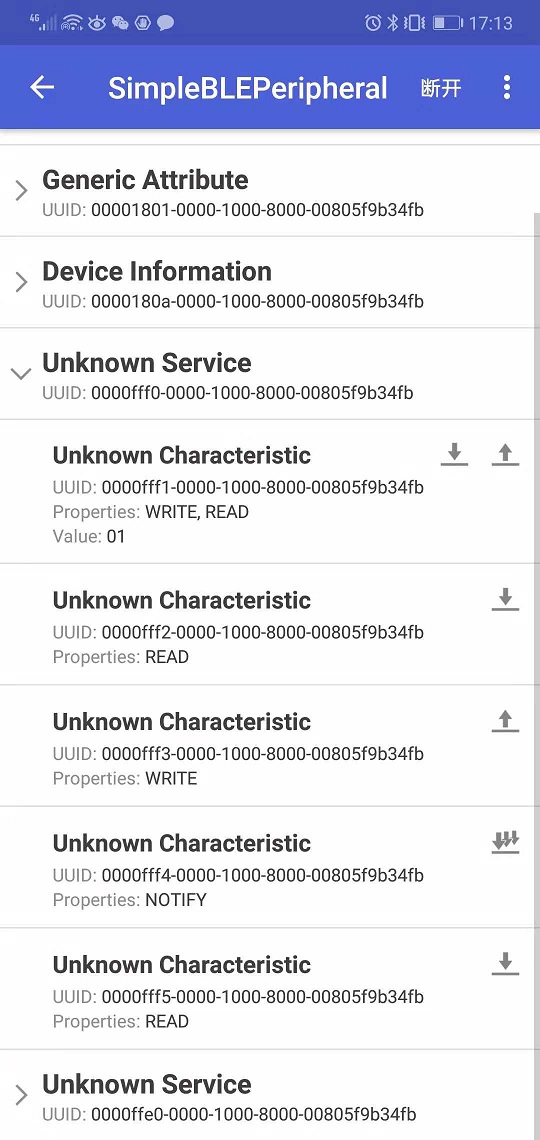 4G
17:13
SimpleBLEPeripheral
断开
Generic Attribute
UUID: 00001801-0000-1000-8000-00805f9b34fb
Device Information
UUID: 0000180a-0000-1000-8000-00805f9b34fb
Unknown Service
UUID: 0000fff0-0000-1000-8000-00805f9b34fb
Unknown Characteristic
UUID: 0000fff1-0000-1000-8000-00805f9b34fb
Properties: WRITE, READ
Value: 01
Unknown Characteristic
UUID: 0000fff2-0000-1000-8000-00805f9b34fb
Properties: READ
Unknown Characteristic
UUID: 0000fff3-0000-1000-8000-00805f9b34fb
Properties: WRITE
Unknown Characteristic
UUID: 0000fff4-0000-1000-8000-00805f9b34fb
Properties: NOTIFY
Unknown Characteristic
UUID: 0000fff5-0000-1000-8000-00805f9b34fb
Properties: READ
Unknown Service
UUID: 0000ffe0-0000-1000-8000-00805f9b34fb